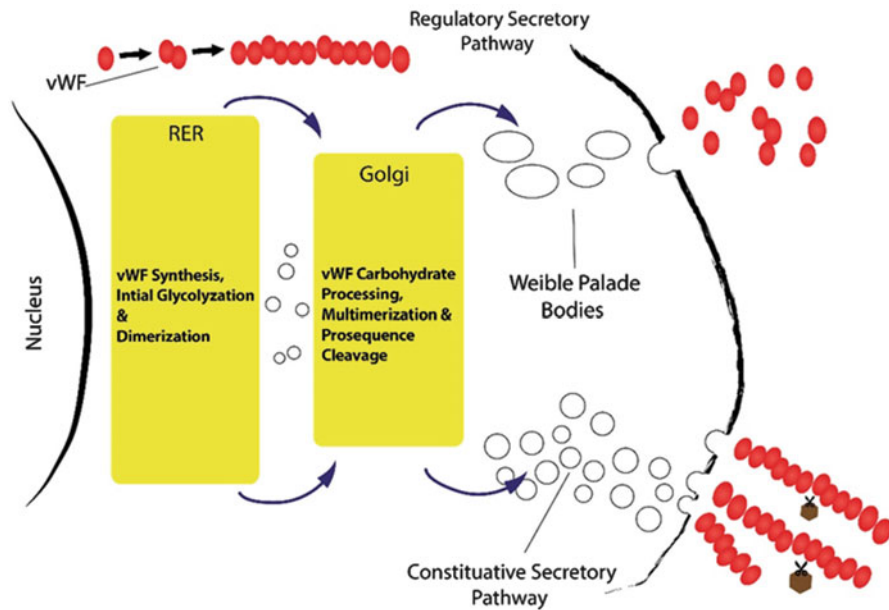 Regulatory Secretory
Pathway
vWF
RER
Golgi
Nucleus
vWF Synthesis,
Intial Glycolyzation
&
Dimerization
vWF Carbohydrate
Processing,
Multimerization &
Prosequence
Cleavage
Weible Palade
Bodies
Constituative Secretory
Pathway